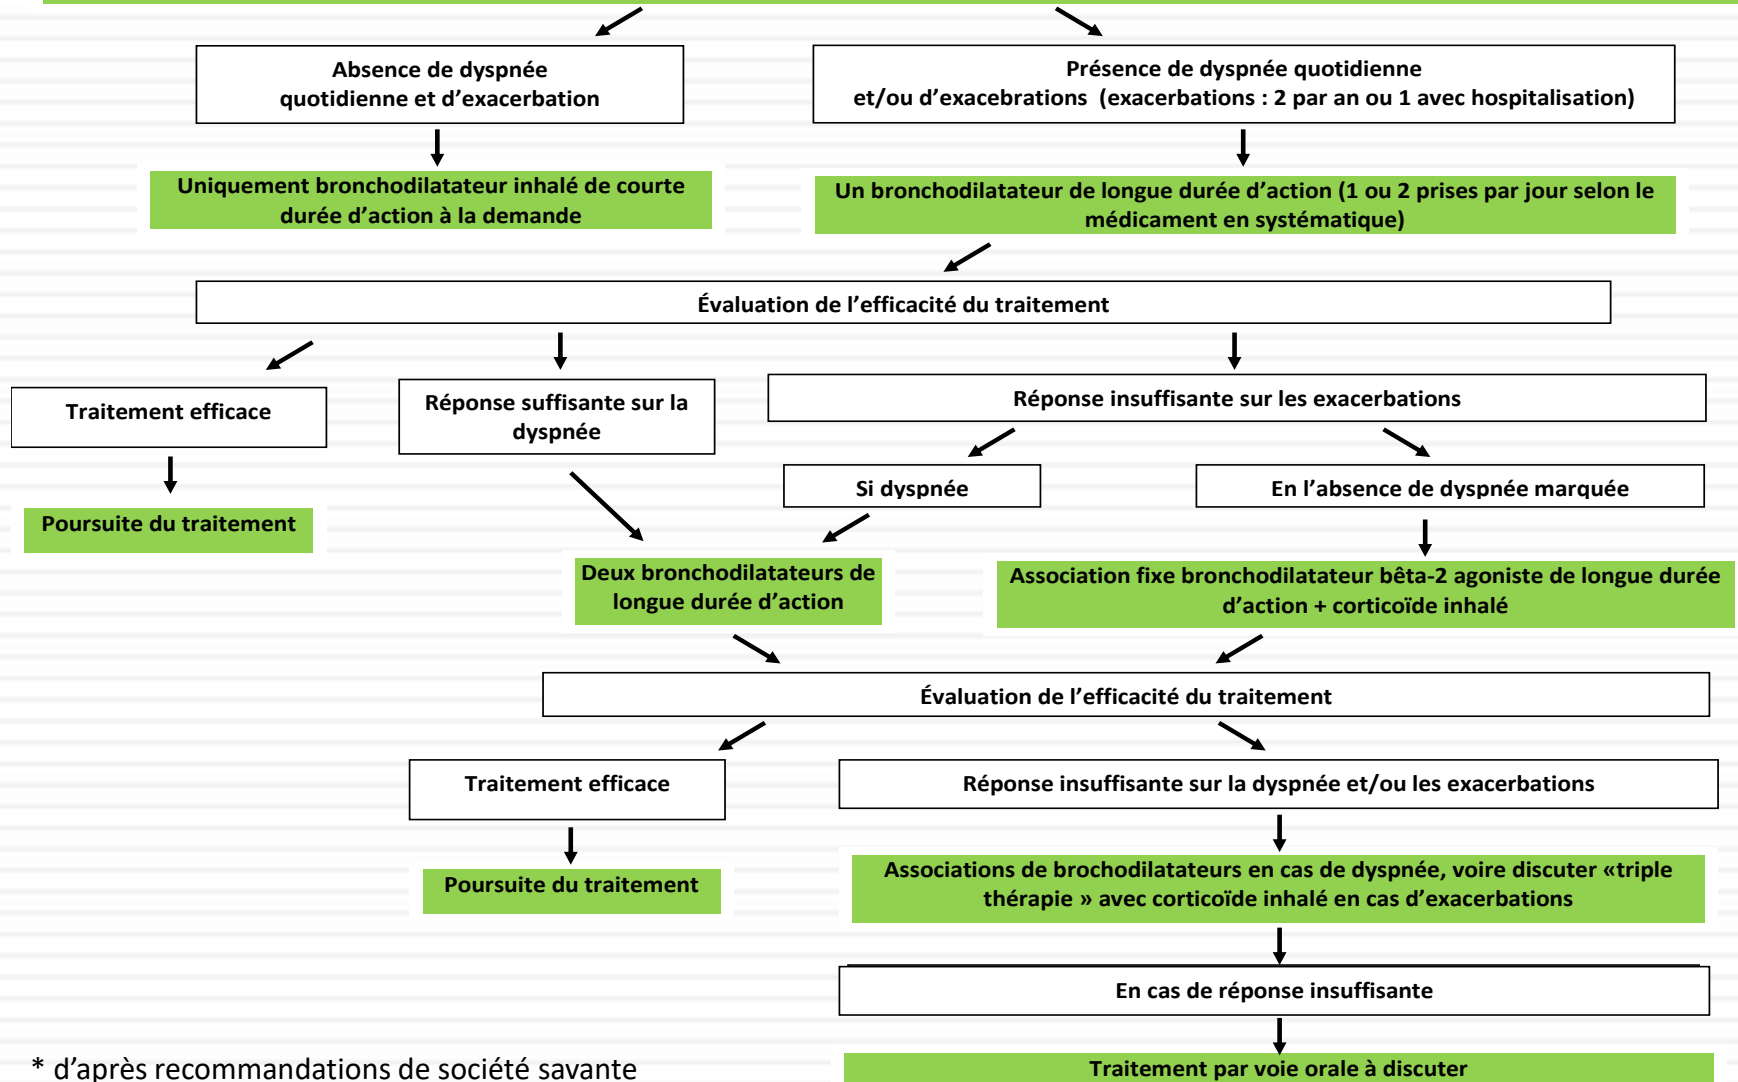 Absence de dyspnée
quotidienne et d’exacerbation
Présence de dyspnée quotidienne
et/ou d’exacebrations (exacerbations : 2 par an ou 1 avec hospitalisation)
Uniquement bronchodilatateur inhalé de courte
durée d’action à la demande
Un bronchodilatateur de longue durée d’action (1 ou 2 prises par jour selon le
médicament en systématique)
Évaluation de l’efficacité du traitement
Traitement efficace
Réponse suffisante sur la
dyspnée
Réponse insuffisante sur les exacerbations
Si dyspnée
En l’absence de dyspnée marquée
Poursuite du traitement
Deux bronchodilatateurs de
longue durée d’action
Association fixe bronchodilatateur bêta-2 agoniste de longue durée
d’action + corticoïde inhalé
Évaluation de l’efficacité du traitement
Traitement efficace
Réponse insuffisante sur la dyspnée et/ou les exacerbations
Poursuite du traitement
Associations de brochodilatateurs en cas de dyspnée, voire discuter «triple
thérapie » avec corticoïde inhalé en cas d’exacerbations
En cas de réponse insuffisante
Traitement par voie orale à discuter
* d’après recommandations de société savante